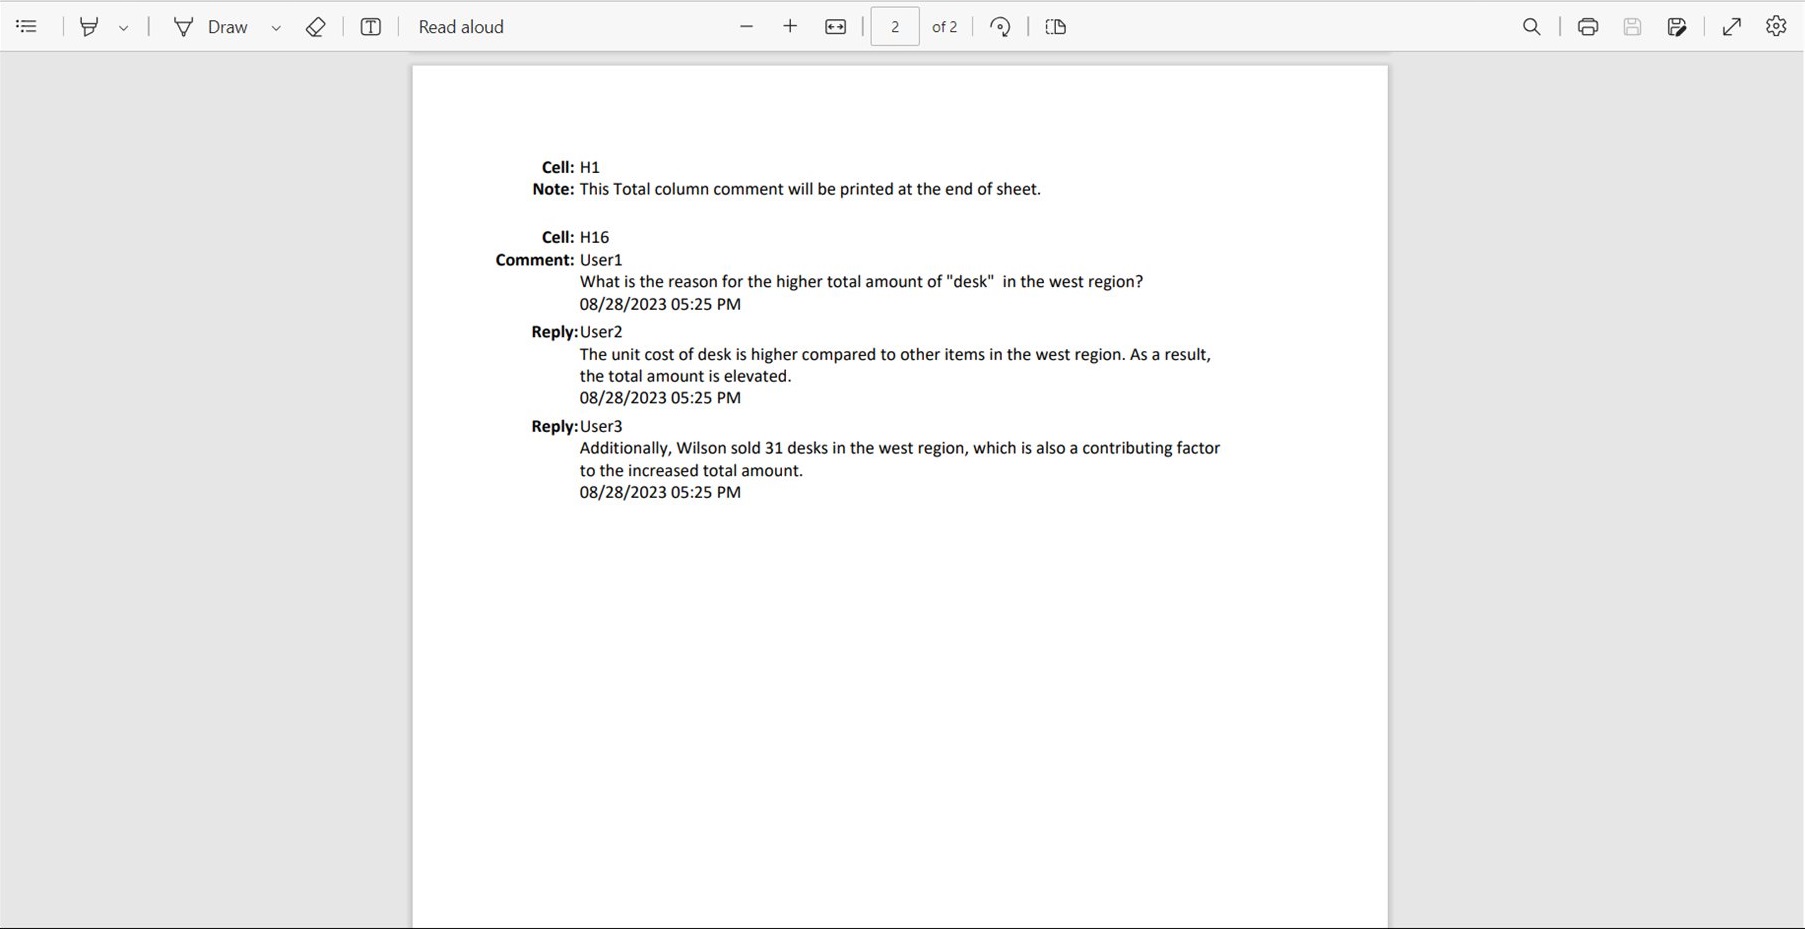 Draw
Read aloud
2 of 2
Cell: H1
Note: This Total column comment will be printed at the end of sheet.
Cell: H16
Comment: User1
What is the reason for the higher total amount of "desk"  in the west region?
08/28/2023 05:25 PM
Reply:User2
The unit cost of desk is higher compared to other items in the west region. As a result,
the total amount is elevated.
08/28/2023 05:25 PM
Reply:User3
Additionally, Wilson sold 31 desks in the west region, which is also a contributing factor
to the increased total amount.
08/28/2023 05:25 PM